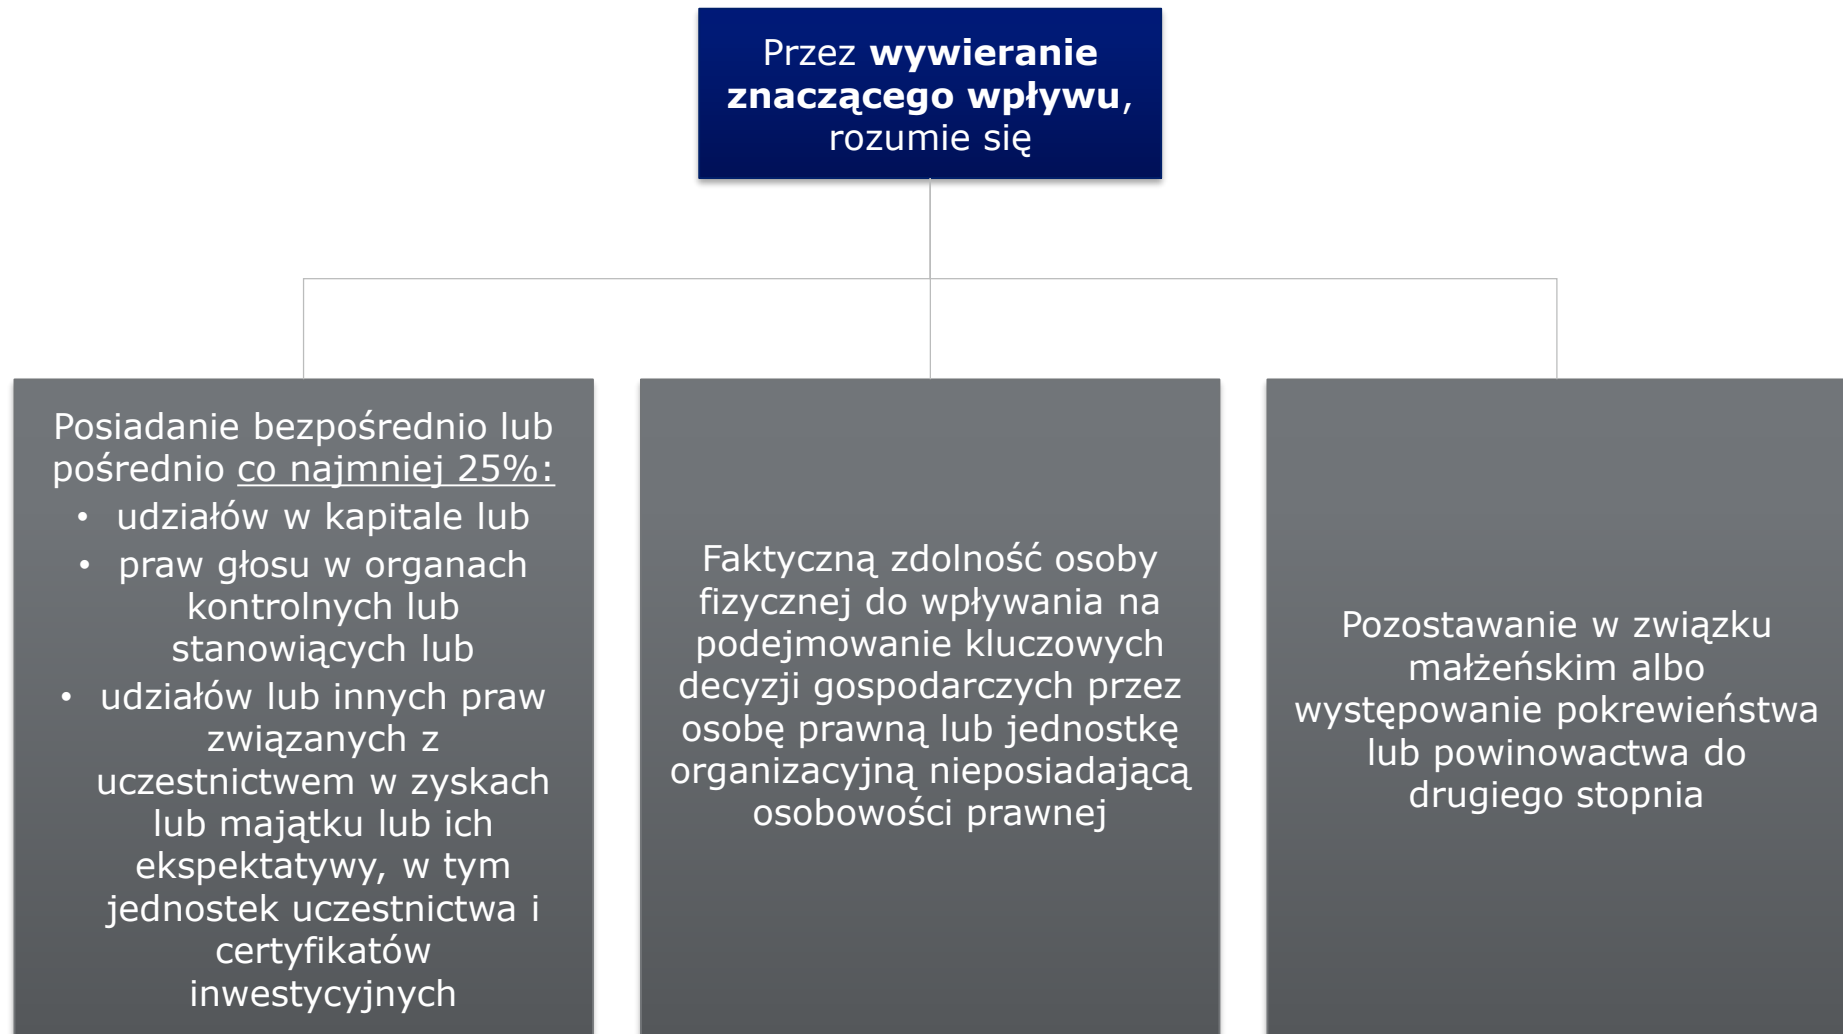 Przez wywieranie
znaczącego wpływu,
rozumie się
Posiadanie bezpośrednio lub
pośrednio co najmniej 25%:
• udziałów w kapitale lub
• praw głosu w organach
kontrolnych lub
stanowiących lub
• udziałów lub innych praw
związanych z
uczestnictwem w zyskach
lub majątku lub ich
ekspektatywy, w tym
jednostek uczestnictwa i
certyfikatów
inwestycyjnych
Faktyczną zdolność osoby
fizycznej do wpływania na
podejmowanie kluczowych
decyzji gospodarczych przez
osobę prawną lub jednostkę
organizacyjną nieposiadającą
osobowości prawnej
Pozostawanie w związku
małżeńskim albo
występowanie pokrewieństwa
lub powinowactwa do
drugiego stopnia